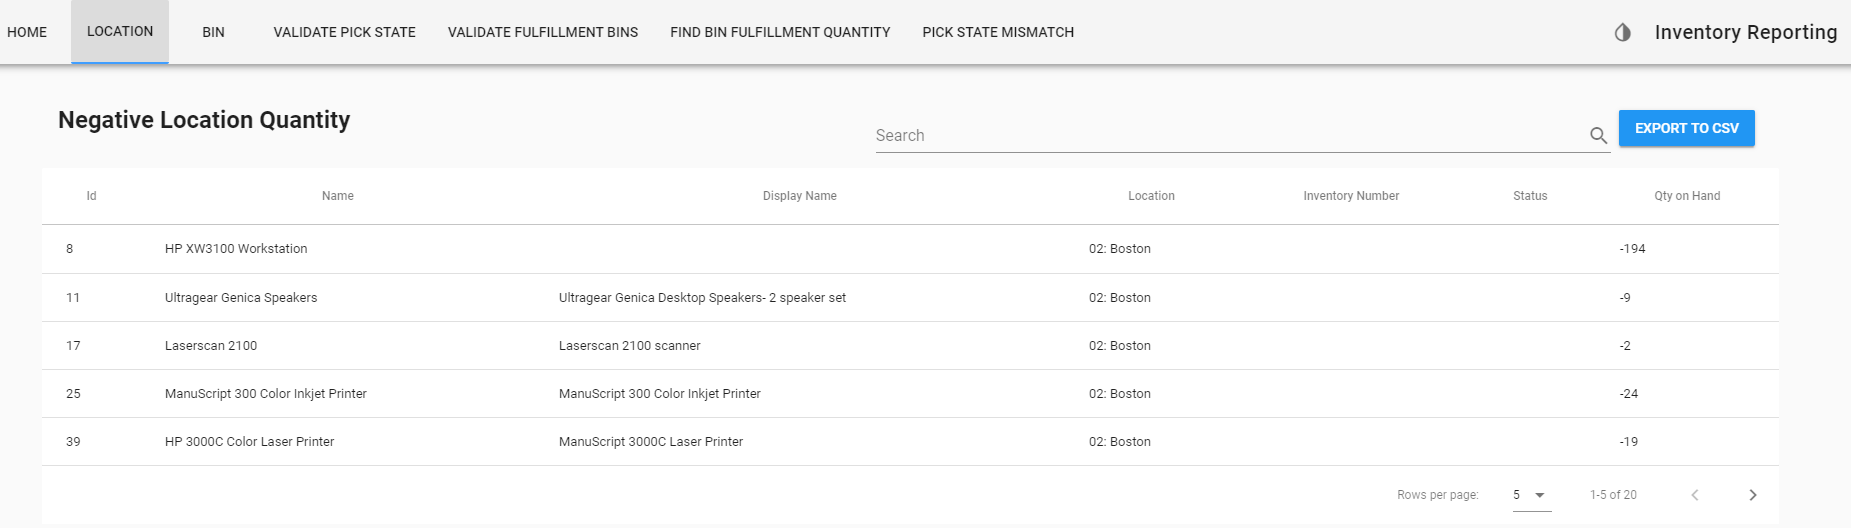 HOME LOCATION BIN VALIDATE PICK STATE VALIDATE FULFILLMENT BINS FIND BIN FULFILLMENT QUANTITY PICK STATE MISMATCH Inventory Reporting
Negative Location Quantity
Search EXPORT TO CSV
Id Name Display Name Location Inventory Number Status Qty on Hand
8 HP XW3100 Workstation 02: Boston -194
11 Ultragear Genica Speakers Ultragear Genica Desktop Speakers- 2 speaker set 02: Boston -9
17 Laserscan 2100 Laserscan 2100 scanner 02: Boston -2
25 ManuScript 300 Color Inkjet Printer ManuScript 300 Color Inkjet Printer 02: Boston -24
39 HP 3000C Color Laser Printer ManuScript 3000C Laser Printer 02: Boston -19
Rows per page: 5 1-5 of 20